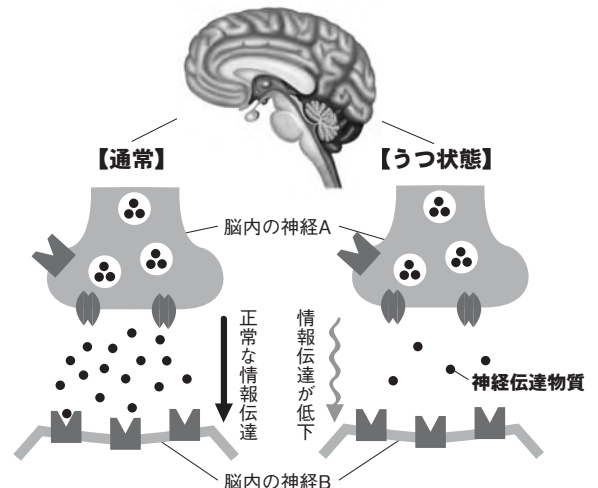 【通常】
【うつ状態】
脳内の神経A
正常な情報伝達
情報伝達が低下
神経伝達物質
脳内の神経B